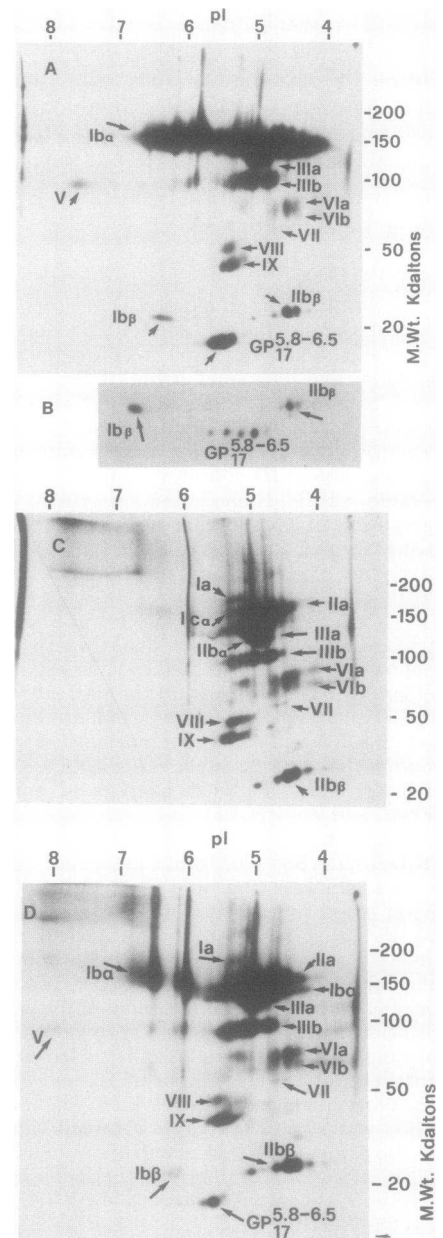 pI
8 7 6 5 4
A
-200
Ibα
-150
IIIa
-100
IIIb
V
VIa
VIb
VII
VIII
-50
IX
IIbβ
Ibβ
-20
GP 5.8-6.5
17
M.Wt. Kdaltons
B
IIbβ
Ibβ
GP 5.8-6.5
17
8 7 6 5 4
C
-200
Ia
IIa
-150
Icα
IIIa
IIbα
IIIb
-100
VIa
VIb
VIII
VII
-50
IX
IIbβ
-20
pI
8 7 6 5 4
D
-200
Ia
IIa
Ibα
-150
Ibα
IIIa
-100
IIIb
V
VIa
VIb
VII
VIII
-50
IX
IIbβ
Ibβ
-20
GP 5.8-6.5
17
M.Wt. Kdaltons